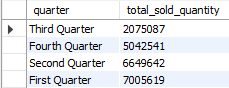 quarter total_sold_quantity
Third Quarter 2075087
Fourth Quarter 5042541
Second Quarter 6649642
First Quarter 7005619